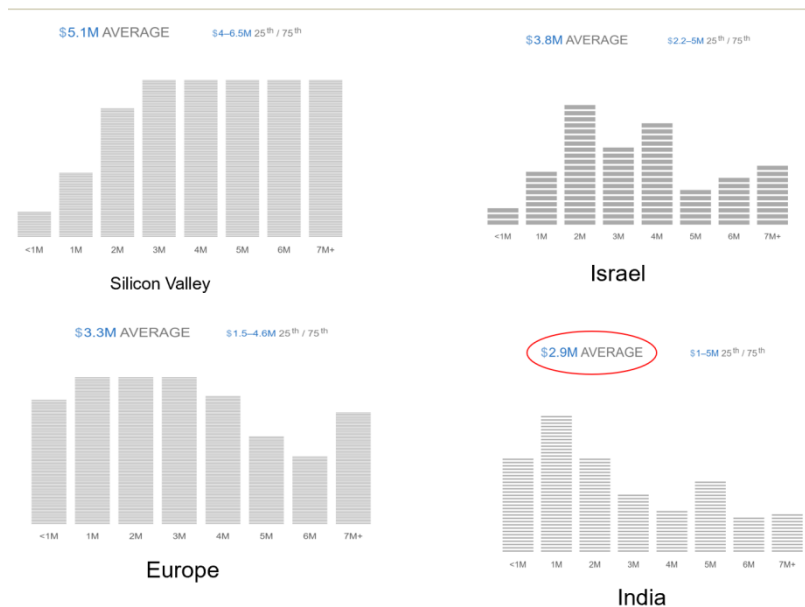 $5.1M AVERAGE $4–6.5M 25th / 75th
<1M 1M 2M 3M 4M 5M 6M 7M+
Silicon Valley
$3.8M AVERAGE $2.2–5M 25th / 75th
<1M 1M 2M 3M 4M 5M 6M 7M+
Israel
$3.3M AVERAGE $1.5–4.6M 25th / 75th
<1M 1M 2M 3M 4M 5M 6M 7M+
Europe
$2.9M AVERAGE $1–5M 25th / 75th
<1M 1M 2M 3M 4M 5M 6M 7M+
India